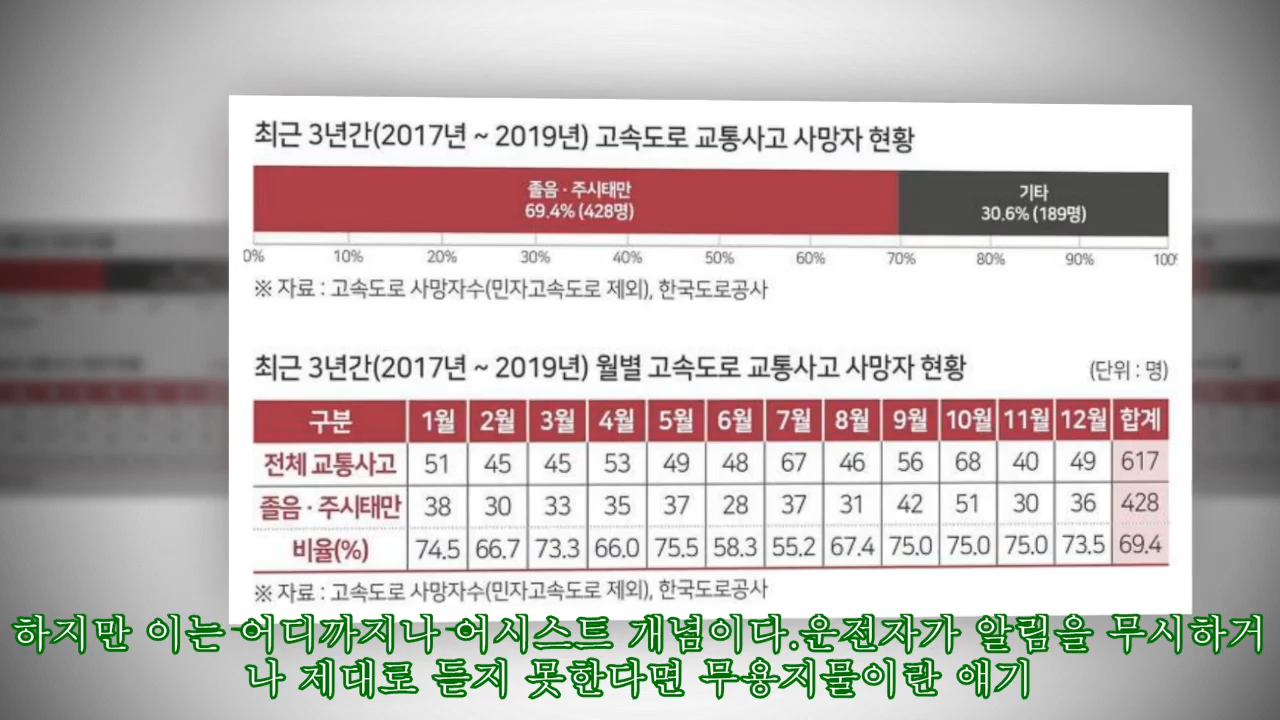 최근 3년간(2017년 ~ 2019년) 고속도로 교통사고 사망자 현황
졸음 · 주시태만 기타
69.4% (428명) 30.6% (189명)
0% 10% 20% 30% 40% 50% 60% 70% 80% 90% 100%
※ 자료 : 고속도로 사망자수(민자고속도로 제외), 한국도로공사
최근 3년간(2017년 ~ 2019년) 월별 고속도로 교통사고 사망자 현황 (단위 : 명)
구분 1월 2월 3월 4월 5월 6월 7월 8월 9월 10월 11월 12월 합계
전체 교통사고 51 45 45 53 49 48 67 46 56 68 40 49 617
졸음 · 주시태만 38 30 33 35 37 28 37 31 42 51 30 36 428
비율(%) 74.5 66.7 73.3 66.0 75.5 58.3 55.2 67.4 75.0 75.0 75.0 73.5 69.4
※ 자료 : 고속도로 사망자수(민자고속도로 제외), 한국도로공사
하지만 이는 어디까지나 어시스트 개념이다.운전자가 알림을 무시하거
나 제대로 듣지 못한다면 무용지물이란 얘기